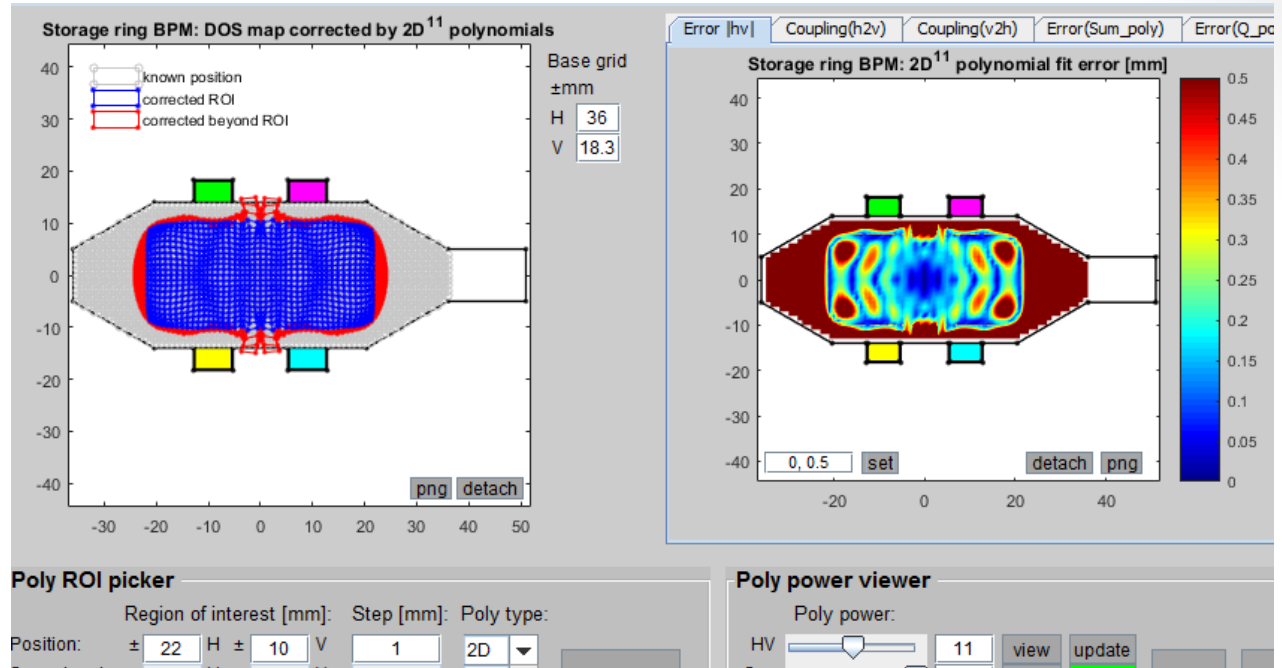 Storage ring BPM: DOS map corrected by 2D¹¹ polynomials
known position
corrected ROI
corrected beyond ROI
40
30
20
10
0
-10
-20
-30
-40
-30 -20 -10 0 10 20 30 40 50
png detach
Base grid
±mm
H 36
V 18.3
Error |hv| Coupling(h2v) Coupling(v2h) Error(Sum_poly) Error(Q_po
Storage ring BPM: 2D¹¹ polynomial fit error [mm]
40
30
20
10
0
-10
-20
-30
-40
-20 0 20 40
0, 0.5 set detach png
0.5
0.45
0.4
0.35
0.3
0.25
0.2
0.15
0.1
0.05
0
Poly ROI picker
Region of interest [mm]: Step [mm]: Poly type:
Position: ± 22 H ± 10 V 1 2D
Poly power viewer
Poly power:
HV 11 view update